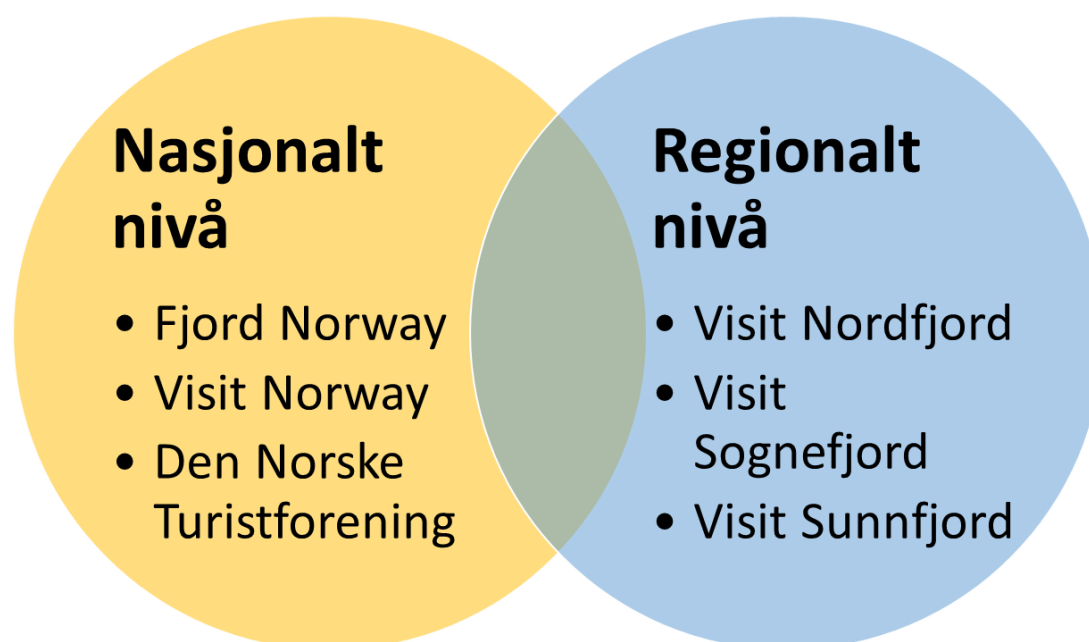 Nasjonalt
nivå
• Fjord Norway
• Visit Norway
• Den Norske
Turistforening
Regionalt
nivå
• Visit Nordfjord
• Visit
Sognefjord
• Visit Sunnfjord